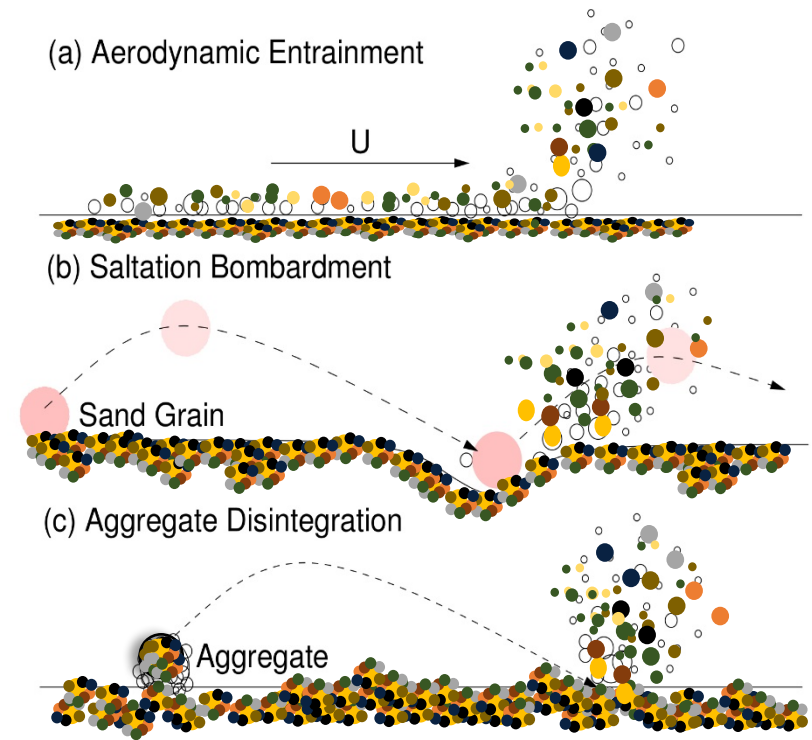 (a) Aerodynamic Entrainment
U
(b) Saltation Bombardment
Sand Grain
(c) Aggregate Disintegration
Aggregate